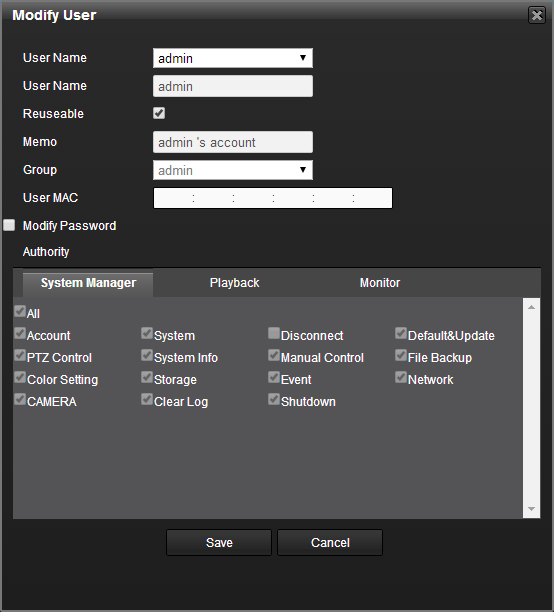 Modify User
User Name admin
User Name admin
Reuseable
Memo admin 's account
Group admin
User MAC : : : : :
Modify Password
Authority
System Manager Playback Monitor
All
Account System Disconnect Default&Update
PTZ Control System Info Manual Control File Backup
Color Setting Storage Event Network
CAMERA Clear Log Shutdown
Save Cancel